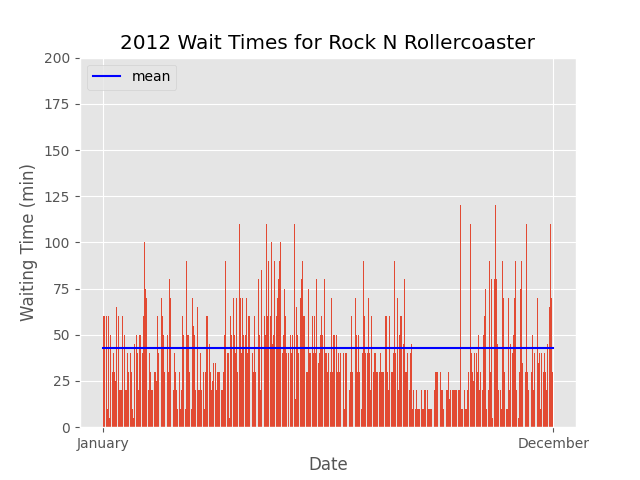 2012 Wait Times for Rock N Rollercoaster
200
mean
175
150
125
100
75
50
25
0
Waiting Time (min)
January
December
Date